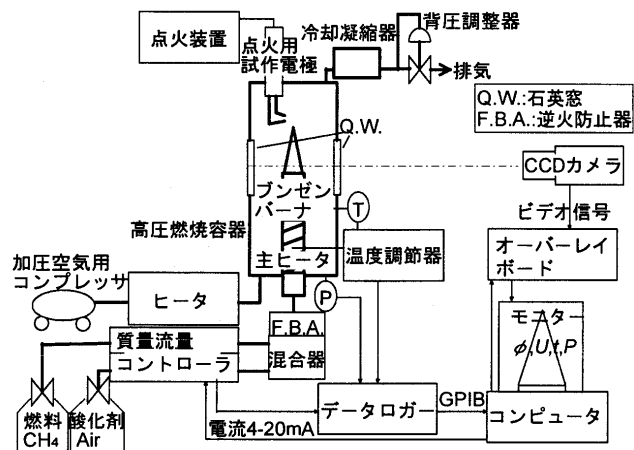 点火装置
点火用
試作電極
冷却凝縮器
背圧調整器
排気
Q.W.:石英窓
F.B.A.:逆火防止器
Q.W.
CCDカメラ
ブンゼン
バーナ
T
ビデオ信号
高圧燃焼容器
主ヒータ
温度調節器
オーバーレイ
ボード
加圧空気用
コンプレッサ
ヒータ
P
モニター
φ,U,t,P
F.B.A.
混合器
質量流量
コントローラ
データロガー
GPIB
コンピュータ
燃料
CH₄
酸化剤
Air
電流4-20mA